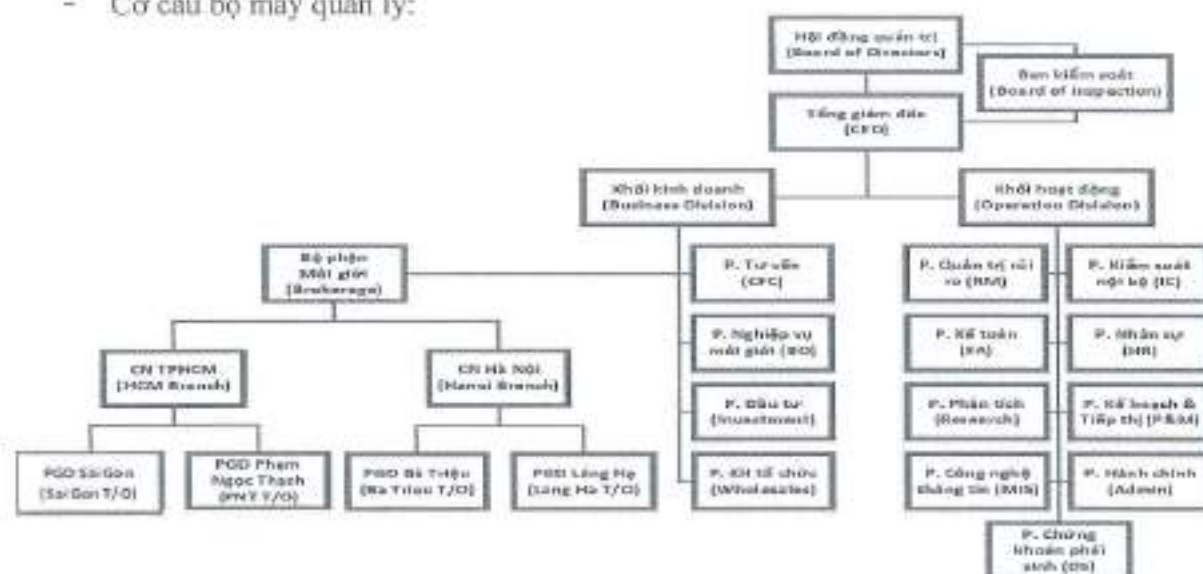 - Cơ cấu bộ máy quản lý:
Hội đồng quản trị
(Board of Directors)
Ban kiểm soát
(Board of Inspection)
Tổng giám đốc
(CEO)
Khối kinh doanh
(Business Division)
Khối hoạt động
(Operation Division)
Bộ phận
Môi giới
(Brokerage)
P. Tư vấn
(CFC)
P. Quản trị rủi
ro (RM)
P. Kiểm soát
nội bộ (IC)
P. Nghiệp vụ
môi giới (BO)
P. Kế toán
(FA)
P. Nhân sự
(HR)
CN TPHCM
(HCM Branch)
CN Hà Nội
(Hanoi Branch)
P. Đầu tư
(Investment)
P. Phân tích
(Research)
P. Kế hoạch &
Tiếp thị (P&M)
PGD Sài Gòn
(Sai Gon T/O)
PGD Phạm
Ngọc Thạch
(PNT T/O)
PGD Bà Triệu
(Ba Trieu T/O)
PGD Láng Hạ
(Lang Ha T/O)
P. KH tổ chức
(Wholesales)
P. Công nghệ
thông tin (MIS)
P. Hành chính
(Admin)
P. Chứng
khoán phái
sinh (DS)